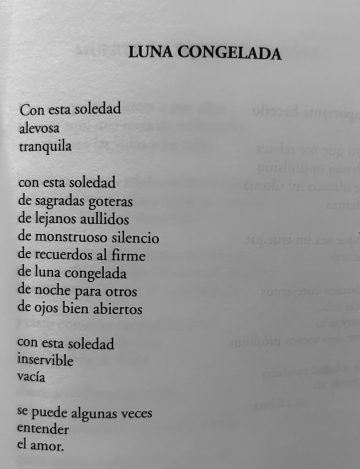 LUNA CONGELADA
Con esta soledad
alevosa
tranquila
con esta soledad
de sagradas goteras
de lejanos aullidos
de monstruoso silencio
de recuerdos al firme
de luna congelada
de noche para otros
de ojos bien abiertos
con esta soledad
inservible
vacía
se puede algunas veces
entender
el amor.